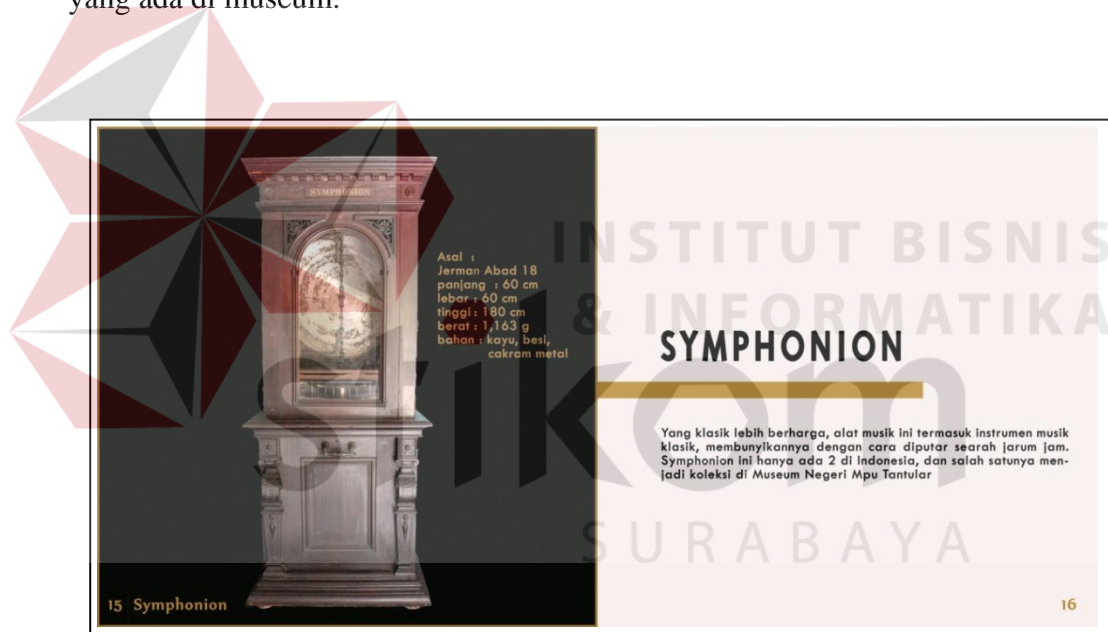 yang ada di museum.
SYMPHONION
Asal :
Jerman Abad 18
panjang : 60 cm
lebar : 60 cm
tinggi : 180 cm
berat : 1,163 g
bahan : kayu, besi,
cakram metal
15 Symphonion
INSTITUT BISNIS
& INFORMATIKA
stikom
SURABAYA
SYMPHONION
Yang klasik lebih berharga, alat musik ini termasuk instrumen musik
klasik, membunyikannya dengan cara diputar searah jarum jam.
Symphonion ini hanya ada 2 di Indonesia, dan salah satunya men-
jadi koleksi di Museum Negeri Mpu Tantular
16